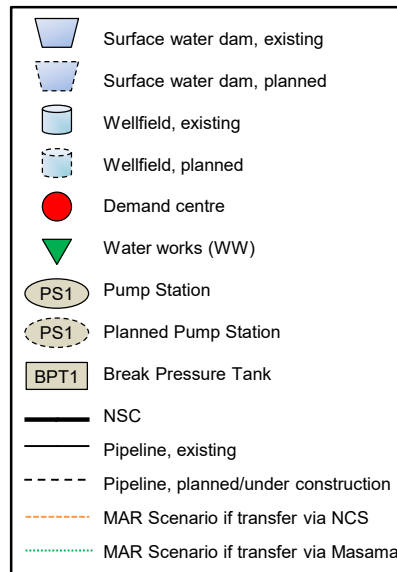 Surface water dam, existing
Surface water dam, planned
Wellfield, existing
Wellfield, planned
Demand centre
Water works (WW)
PS1 Pump Station
PS1 Planned Pump Station
BPT1 Break Pressure Tank
NSC
Pipeline, existing
Pipeline, planned/under construction
MAR Scenario if transfer via NCS
MAR Scenario if transfer via Masama